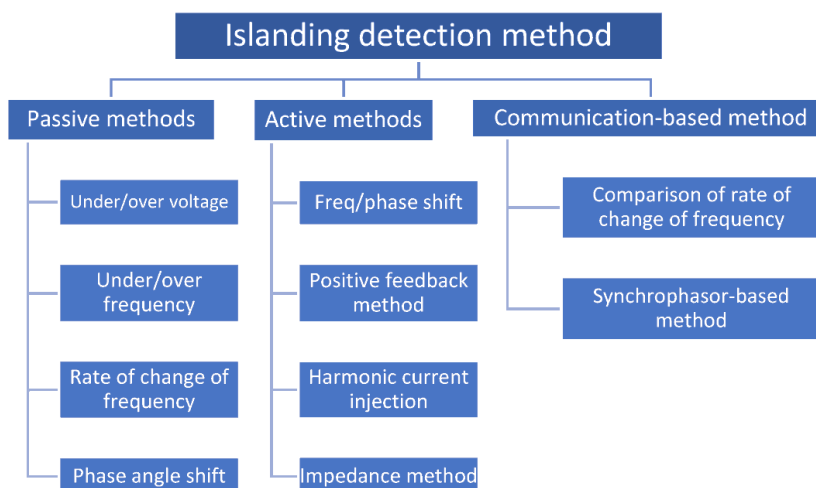 Islanding detection method
Passive methods
Active methods
Communication-based method
Under/over voltage
Under/over
frequency
Rate of change of
frequency
Phase angle shift
Freq/phase shift
Positive feedback
method
Harmonic current
injection
Impedance method
Comparison of rate of
change of frequency
Synchrophasor-based
method